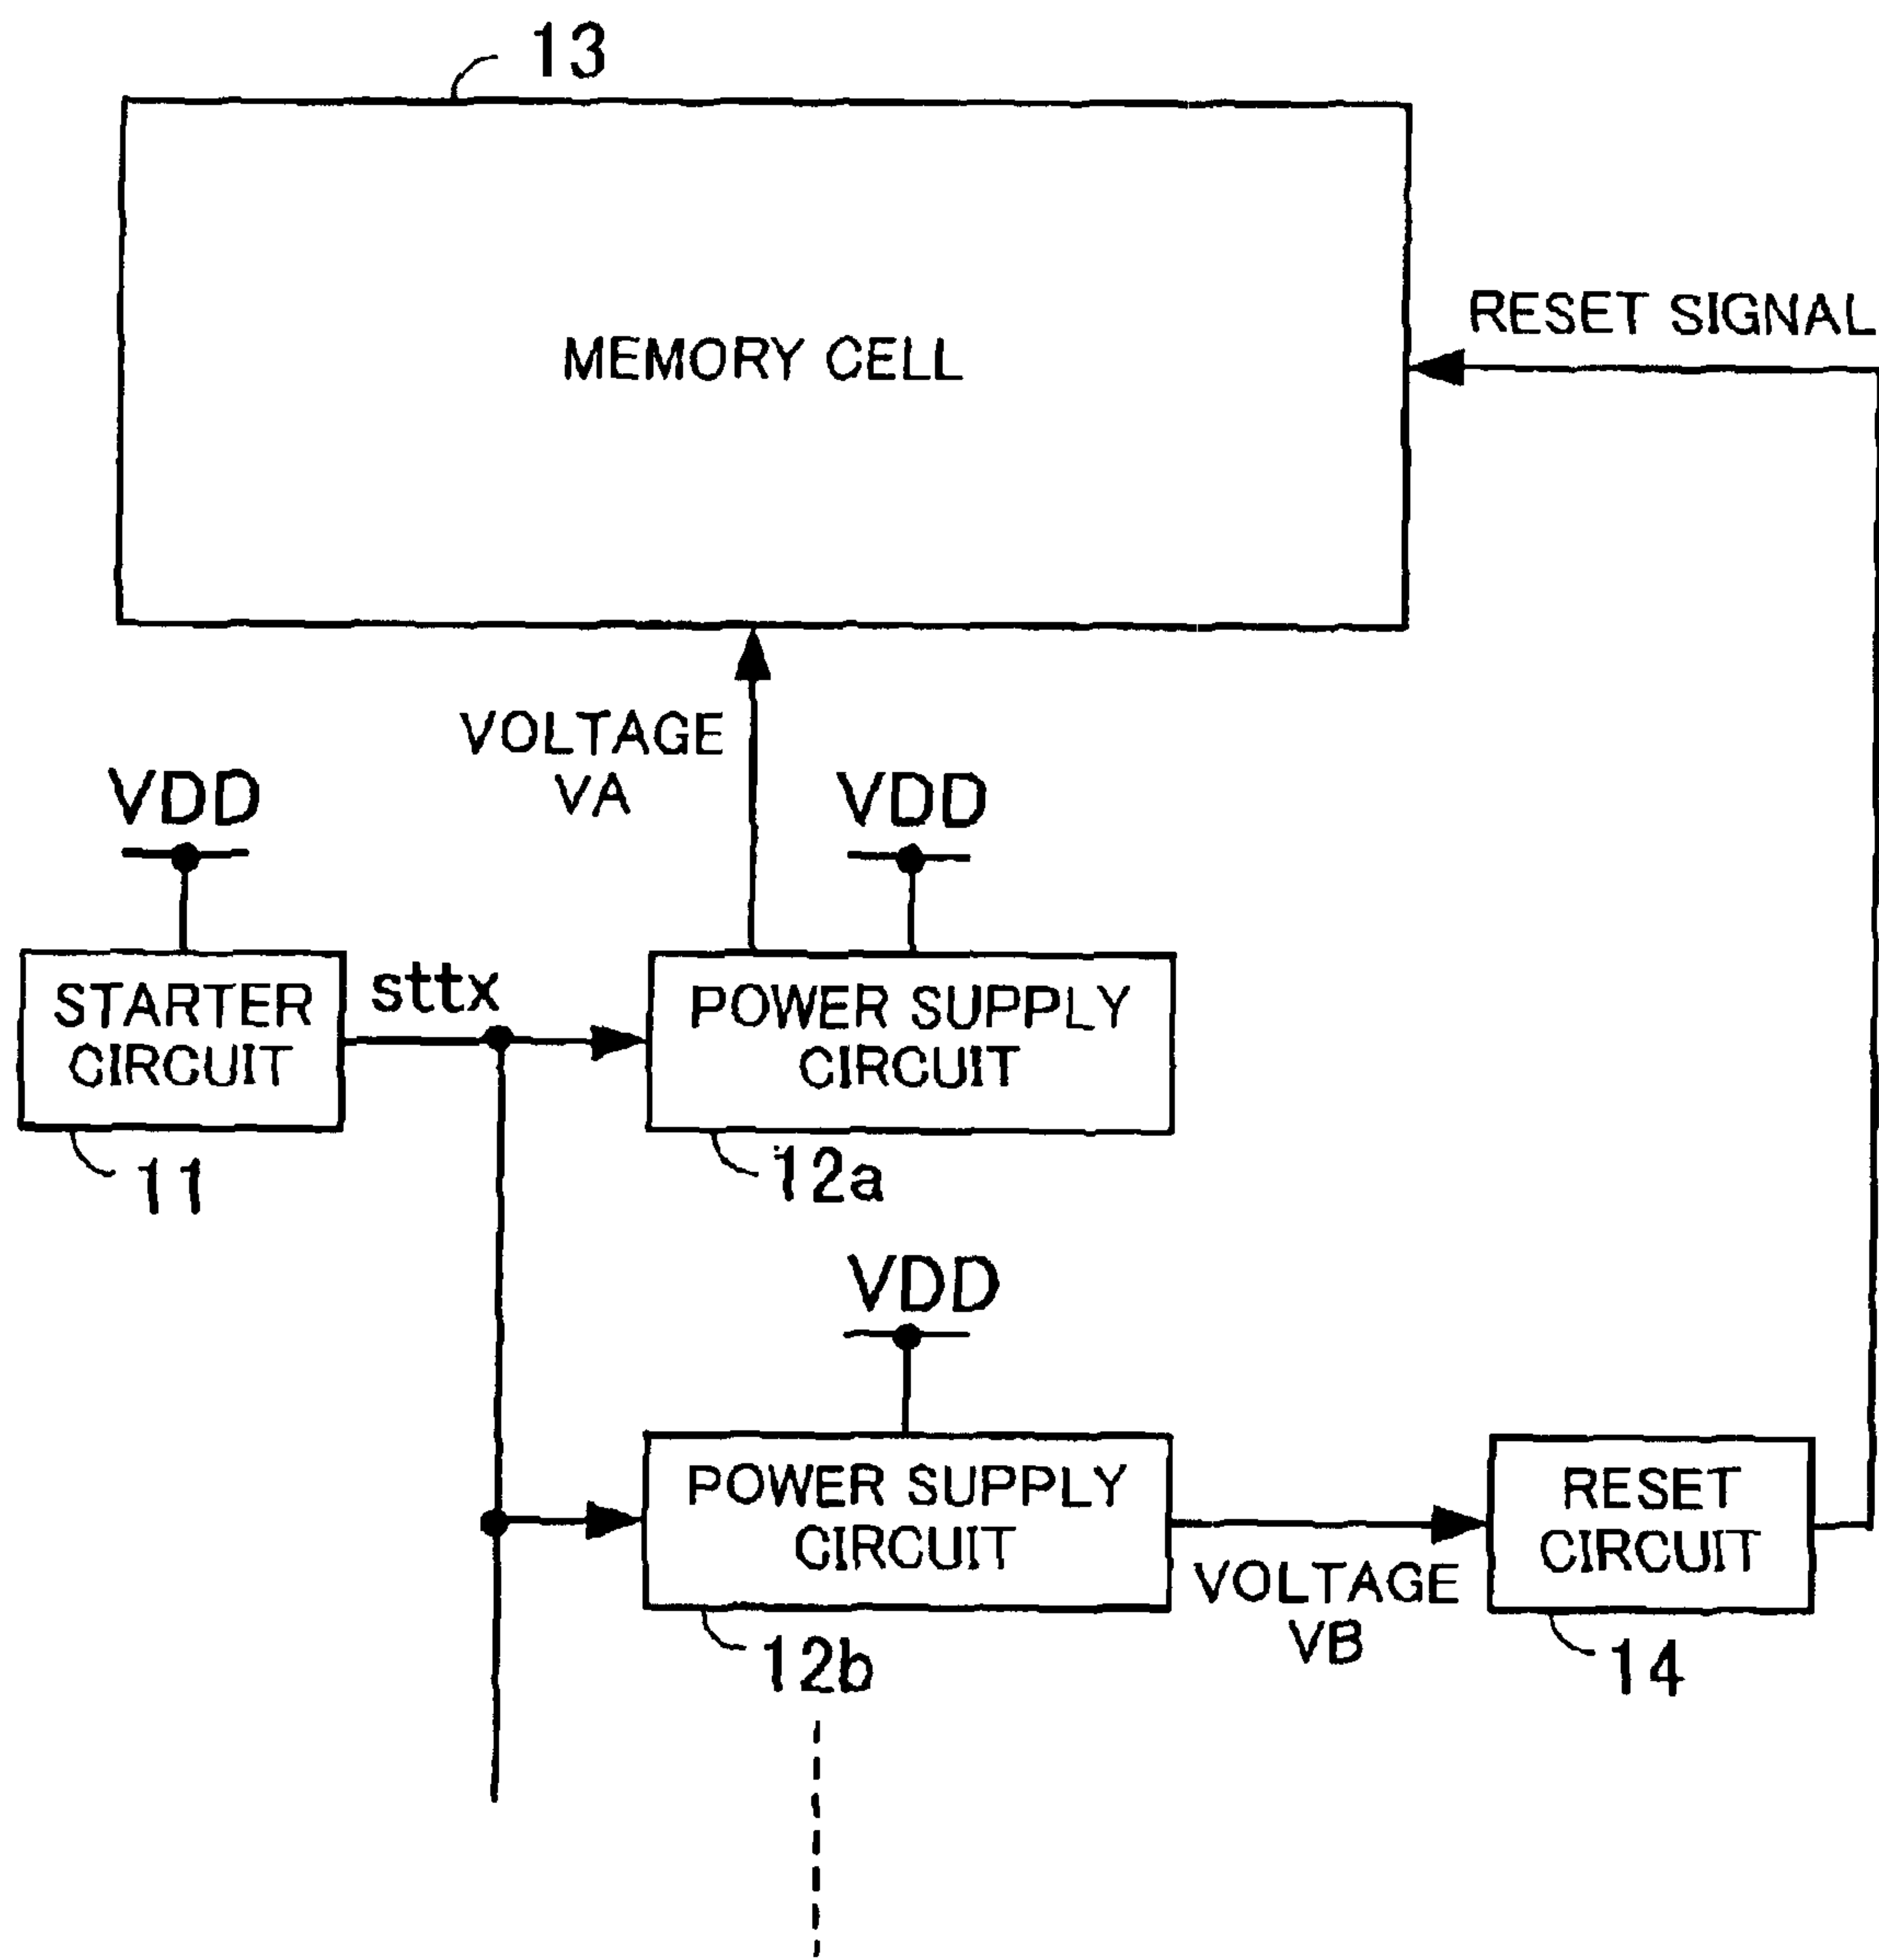 13
MEMORY CELL
RESET SIGNAL
VOLTAGE
VA
VDD
VDD
STARTER
CIRCUIT
sttx
POWER SUPPLY
CIRCUIT
11
12a
VDD
POWER SUPPLY
CIRCUIT
VOLTAGE
VB
RESET
CIRCUIT
12b
14